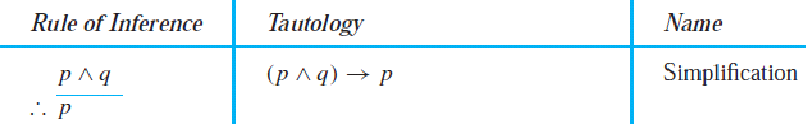 Rule of Inference Tautology Name
p ∧ q (p ∧ q) → p Simplification
∴ p